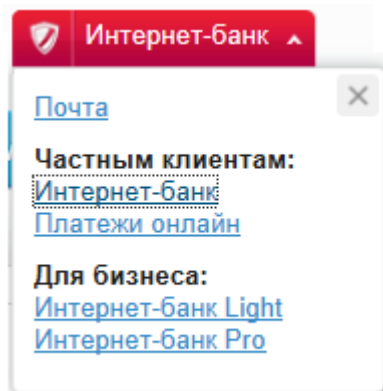 Интернет-банк
Почта
Частным клиентам:
Интернет-банк
Платежи онлайн
Для бизнеса:
Интернет-банк Light
Интернет-банк Pro